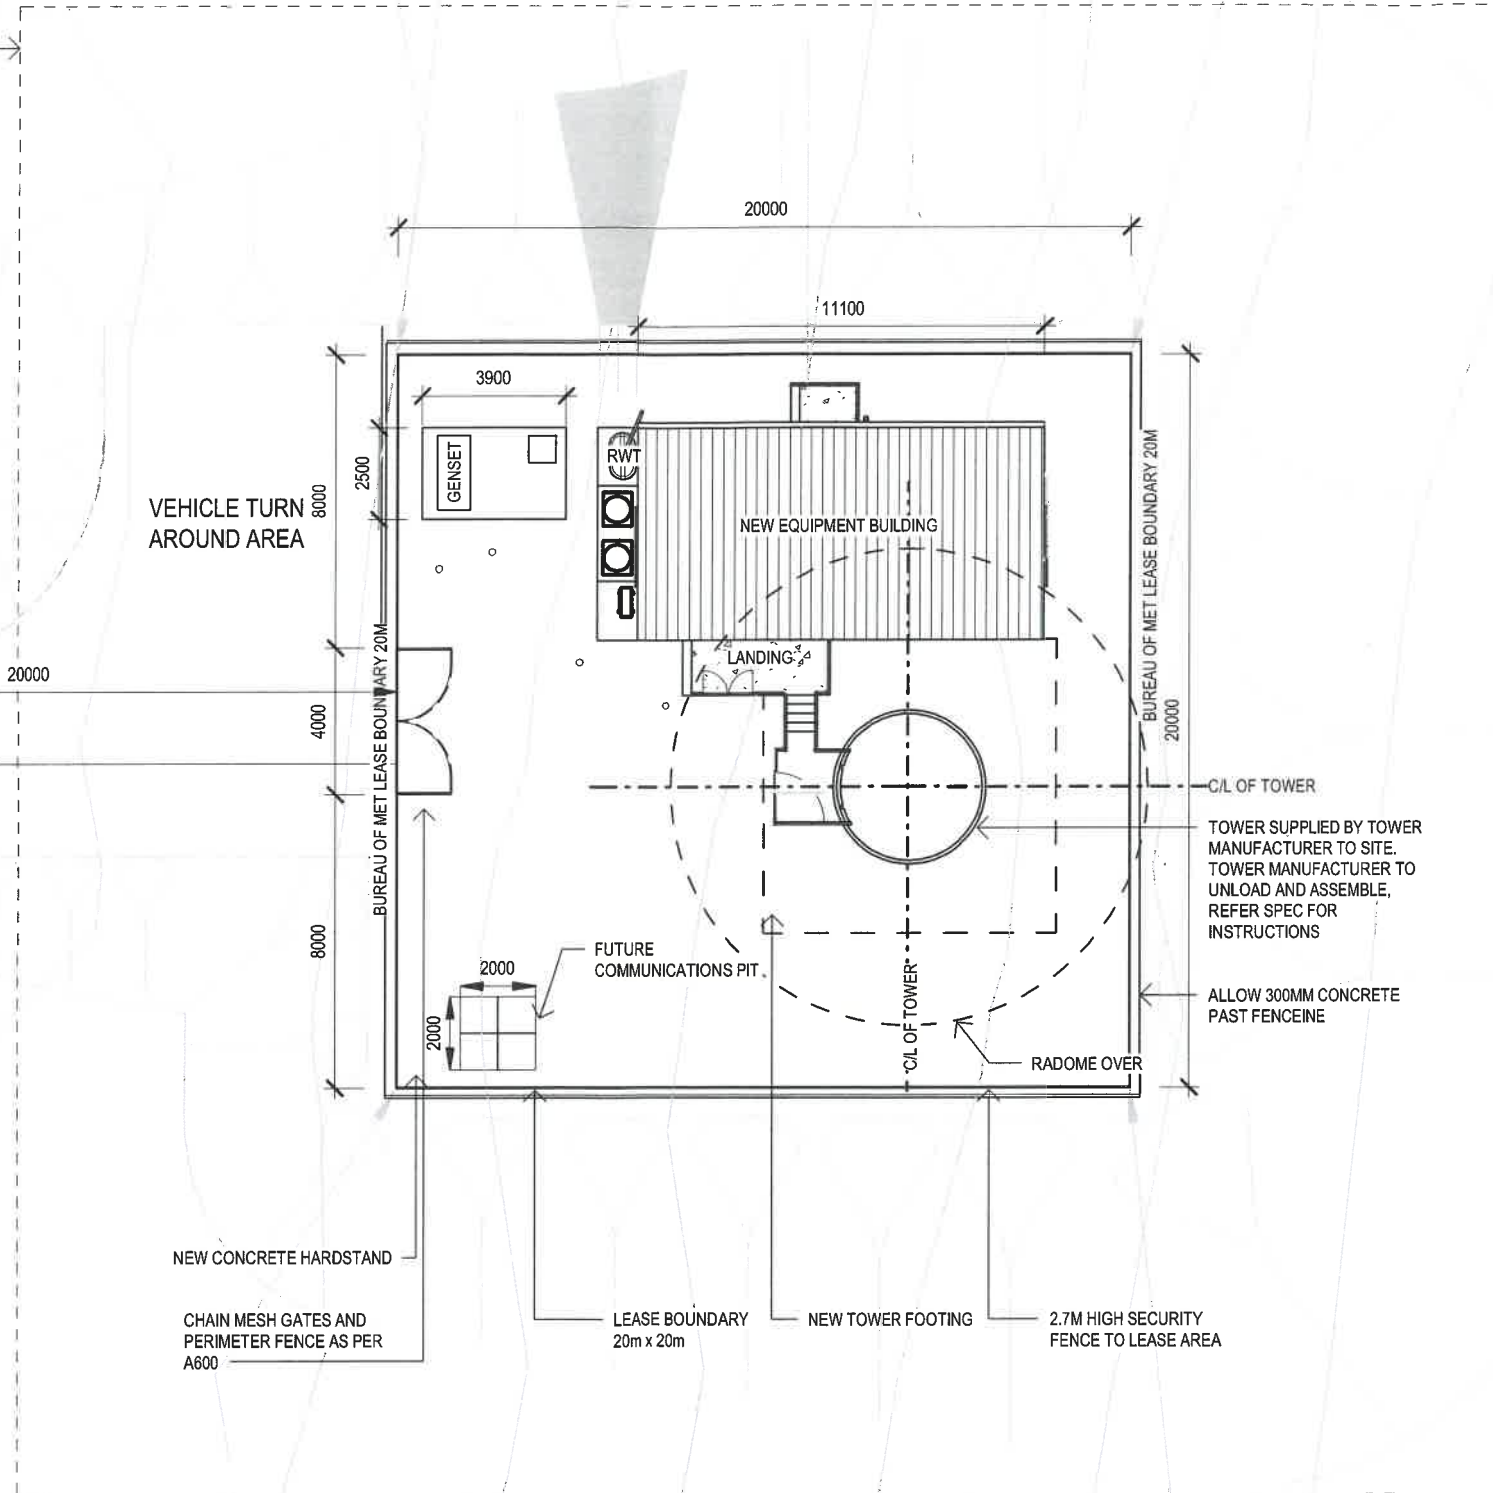 20000
11100
3900
2500
8000
GENSET
RWT
VEHICLE TURN
AROUND AREA
NEW EQUIPMENT BUILDING
BUREAU OF MET LEASE BOUNDARY 20M
20000
LANDING
20000
4000
BUREAU OF MET LEASE BOUNDARY 20M
C/L OF TOWER
TOWER SUPPLIED BY TOWER
MANUFACTURER TO SITE.
TOWER MANUFACTURER TO
UNLOAD AND ASSEMBLE,
REFER SPEC FOR
INSTRUCTIONS
8000
FUTURE
COMMUNICATIONS PIT
2000
2000
C/L OF TOWER
ALLOW 300MM CONCRETE
PAST FENCEINE
RADOME OVER
NEW CONCRETE HARDSTAND
CHAIN MESH GATES AND
PERIMETER FENCE AS PER
A600
LEASE BOUNDARY
20m x 20m
NEW TOWER FOOTING
2.7M HIGH SECURITY
FENCE TO LEASE AREA